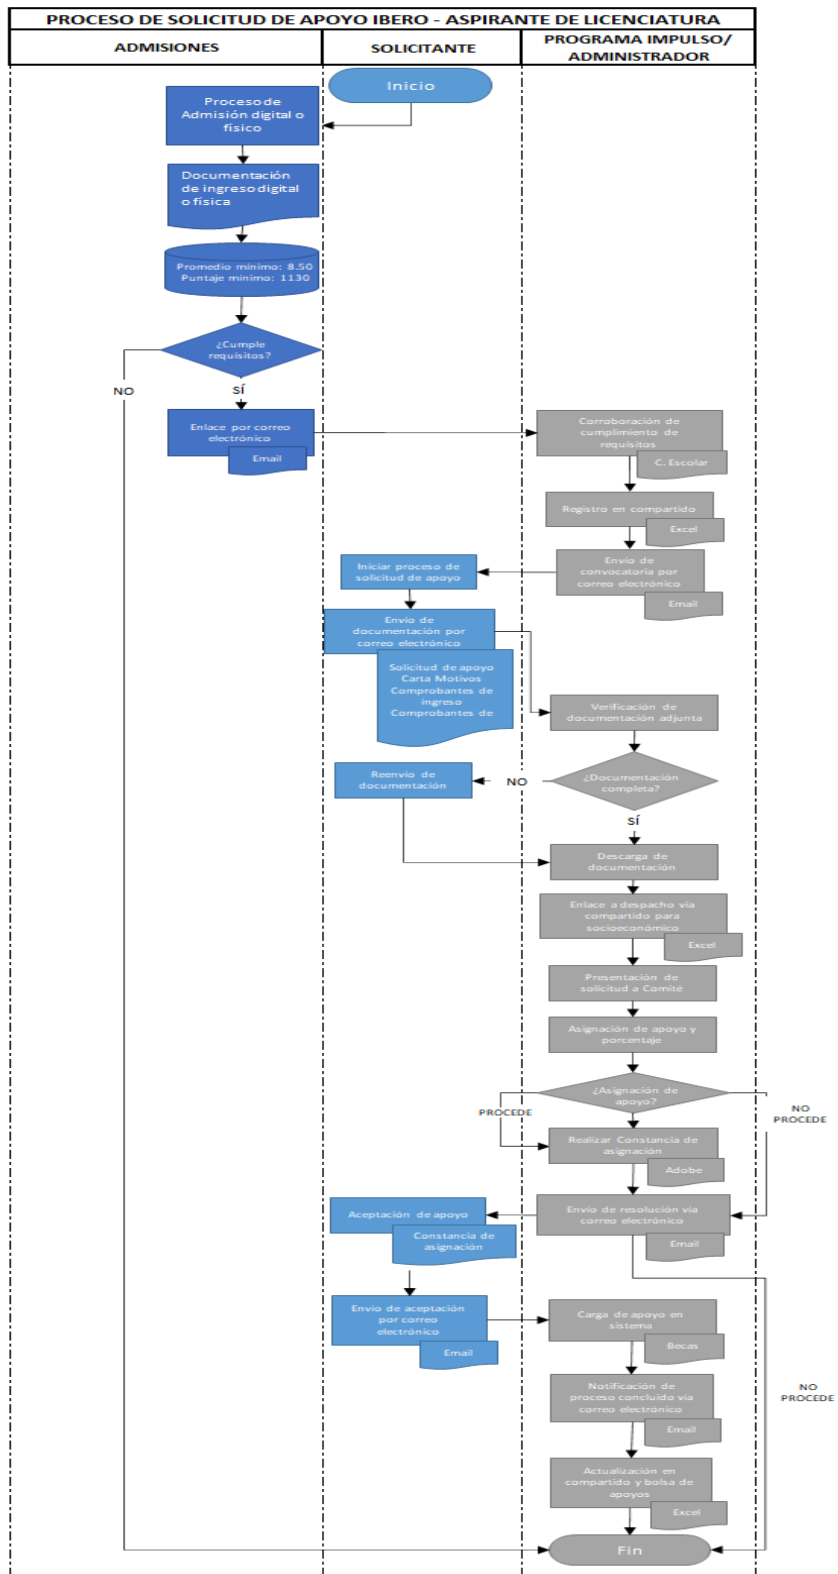 PROCESO DE SOLICITUD DE APOYO IBERO - ASPIRANTE DE LICENCIATURA
ADMISIONES
SOLICITANTE
PROGRAMA IMPULSO/
ADMINISTRADOR
Inicio
Proceso de
Admisión digital o
físico
Documentación
de ingreso digital
o física
Promedio mínimo: 8.50
Puntaje mínimo: 1130
¿Cumple
requisitos?
NO
sí
Enlace por correo
electrónico
Email
Corroboración de
cumplimiento de
requisitos
C. Escolar
Registro en compartido
Excel
Envío de
convocatoria por
correo electrónico
Email
Iniciar proceso de
solicitud de apoyo
Envío de
documentación por
correo electrónico
Solicitud de apoyo
Carta Motivos
Comprobantes de
ingreso
Comprobantes de
Verificación de
documentación adjunta
¿Documentación
completa?
NO
Reenvío de
documentación
sí
Descarga de
documentación
Enlace a despacho vía
compartido para
socioeconómico
Excel
Presentación de
solicitud a Comité
Asignación de apoyo y
porcentaje
¿Asignación de
apoyo?
PROCEDE
NO
PROCEDE
Realizar Constancia de
asignación
Adobe
Envío de resolución vía
correo electrónico
Email
Aceptación de apoyo
Constancia de
asignación
Envío de aceptación
por correo
electrónico
Email
Carga de apoyo en
sistema
Becas
Notificación de
proceso concluido vía
correo electrónico
Email
NO
PROCEDE
Actualización en
compartido y bolsa de
apoyos
Excel
Fin